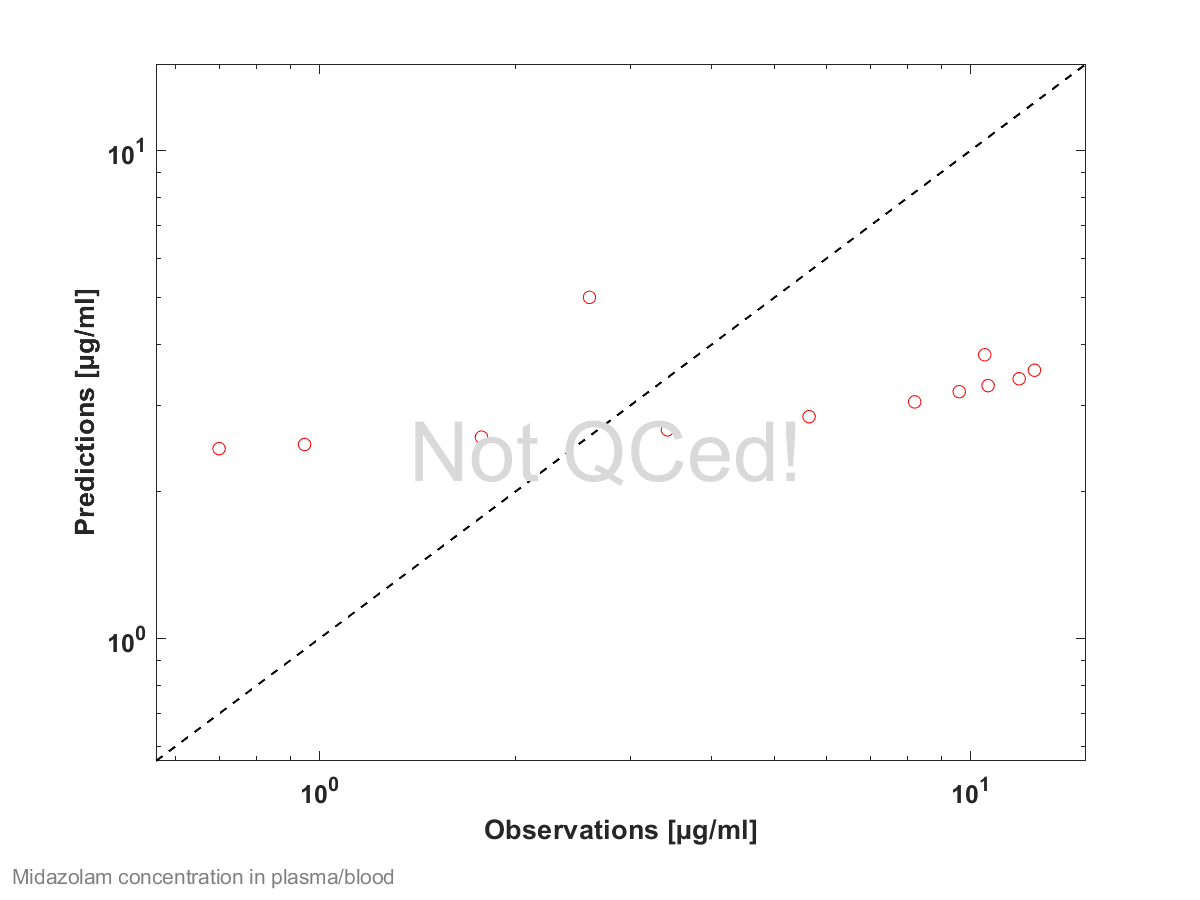 10¹
Predictions [µg/ml]
Not QCed!
10⁰
10⁰
10¹
Observations [µg/ml]
Midazolam concentration in plasma/blood